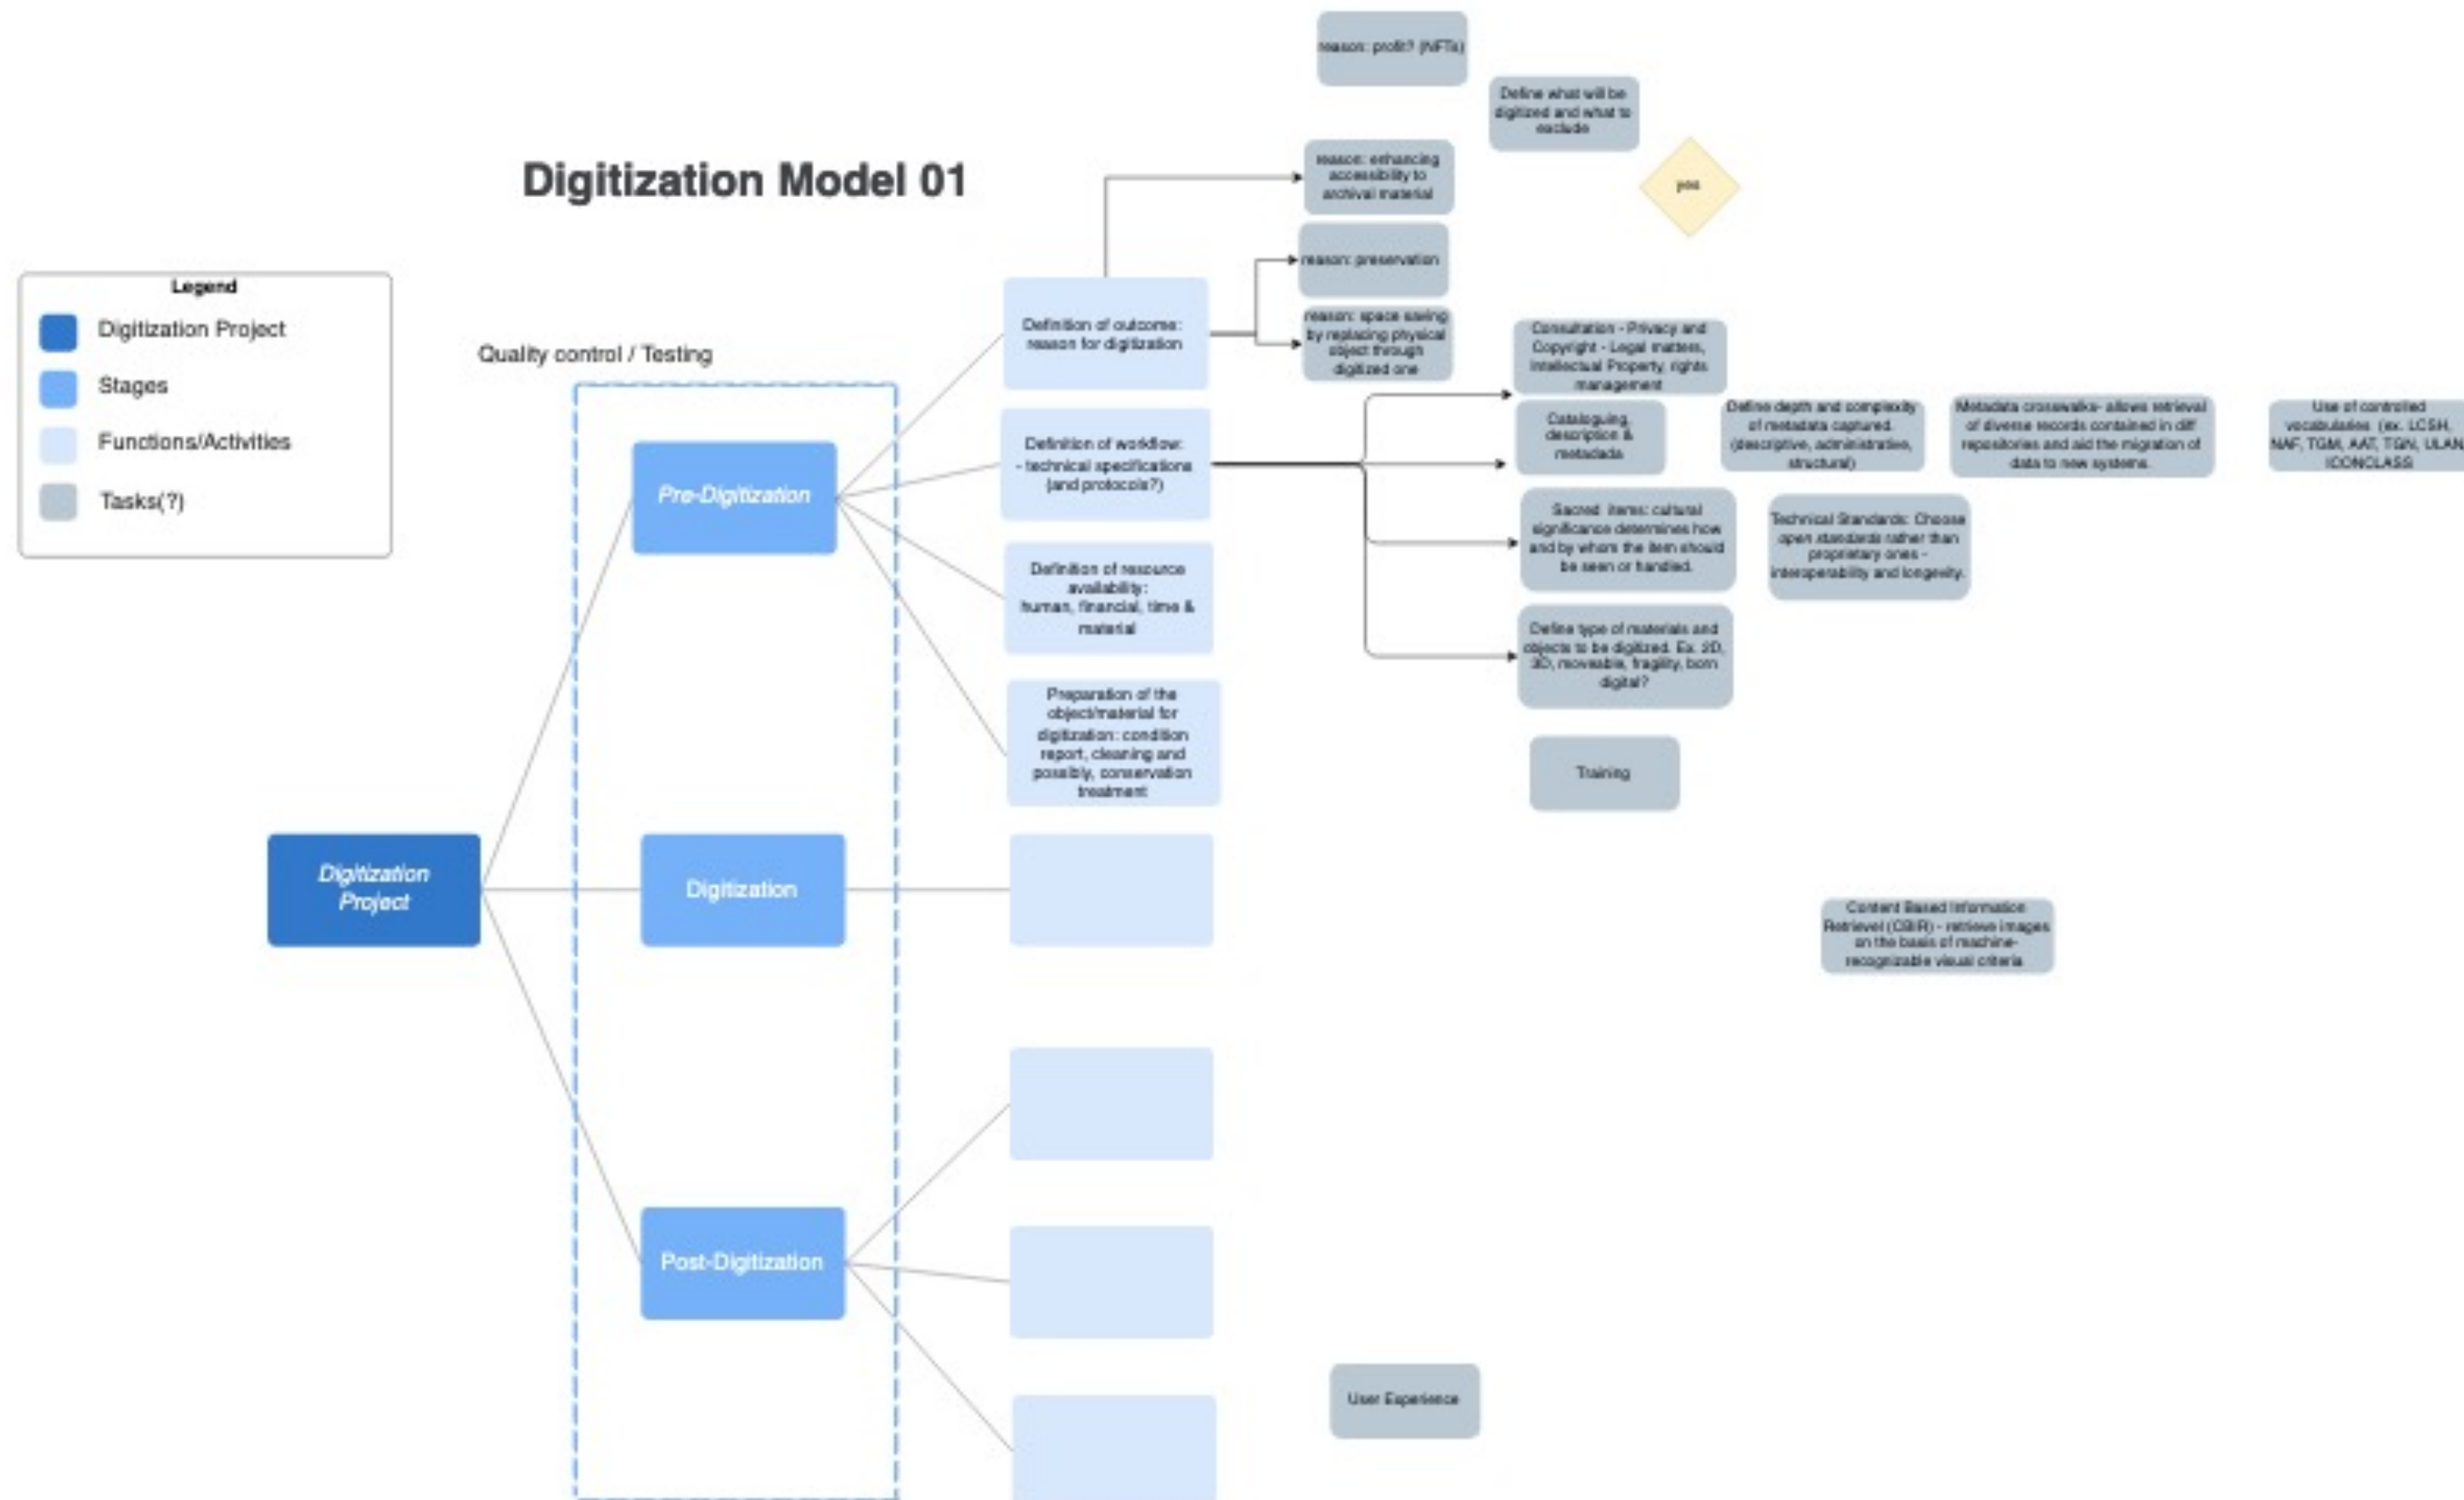 reason: profit? (NFTs)
Define what will be
digitized and what to
exclude
Digitization Model 01
reason: enhancing
accessibility to
archival material
yes
reason: preservation
Legend
Digitization Project
Stages
Functions/Activities
Tasks(?)
Quality control / Testing
Definition of outcome:
reason for digitization
reason: space saving
by replacing physical
object through
digitized one
Consultation - Privacy and
Copyright - Legal matters,
Intellectual Property, rights
management
Pre-Digitization
Definition of workflow:
- technical specifications
(and protocols?)
Cataloguing,
description &
metadada
Define depth and complexity
of metadata captured.
(descriptive, administrative,
structural)
Metadata crosswalks- allows retrieval
of diverse records contained in diff
repositories and aid the migration of
data to new systems.
Use of controlled
vocabularies (ex. LCSH,
NAF, TGM, AAT, TGN, ULAN,
ICONCLASS
Sacred items: cultural
significance determines how
and by whom the item should
be seen or handled.
Technical Standards: Choose
open standards rather than
proprietary ones -
interoperability and longevity.
Definition of resource
availability:
human, financial, time &
material
Define type of materials and
objects to be digitized. Ex. 2D,
3D, moveable, fragility, born
digital?
Preparation of the
object/material for
digitization: condition
report, cleaning and
possibly, conservation
treatment
Training
Digitization
Project
Digitization
Content Based Information
Retrievel (CBIR) - retrieve images
on the basis of machine-
recognizable visual criteria
Post-Digitization
User Experience